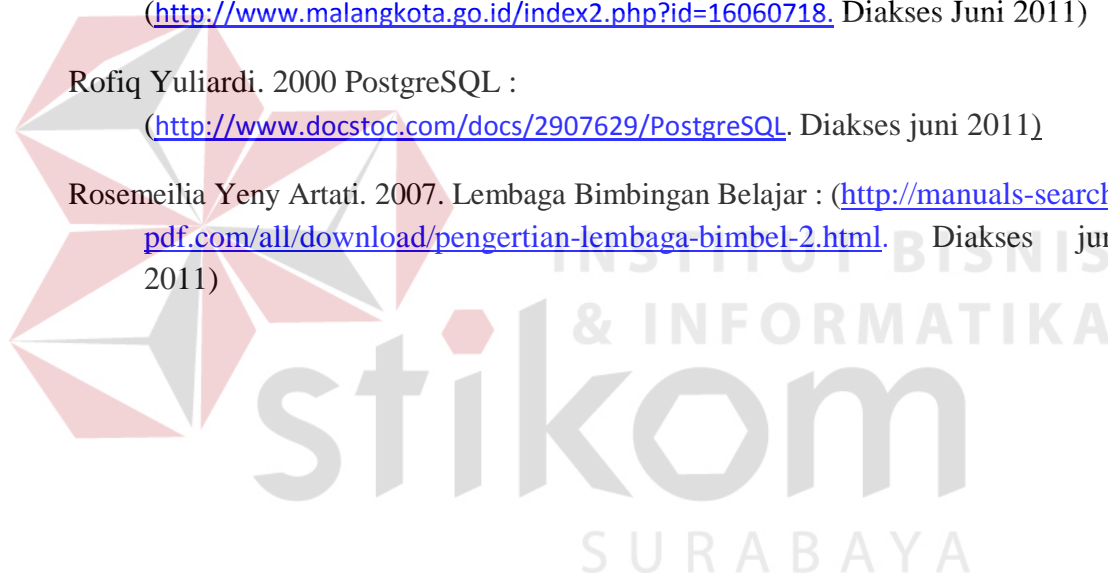 (http://www.malangkota.go.id/index2.php?id=16060718. Diakses Juni 2011)
Rofiq Yuliardi. 2000 PostgreSQL :
(http://www.docstoc.com/docs/2907629/PostgreSQL. Diakses juni 2011)
Rosemeilia Yeny Artati. 2007. Lembaga Bimbingan Belajar : (http://manuals-search
pdf.com/all/download/pengertian-lembaga-bimbel-2.html. Diakses jun
2011)
INSTITUT BISNIS
& INFORMATIKA
stikom
SURABAYA